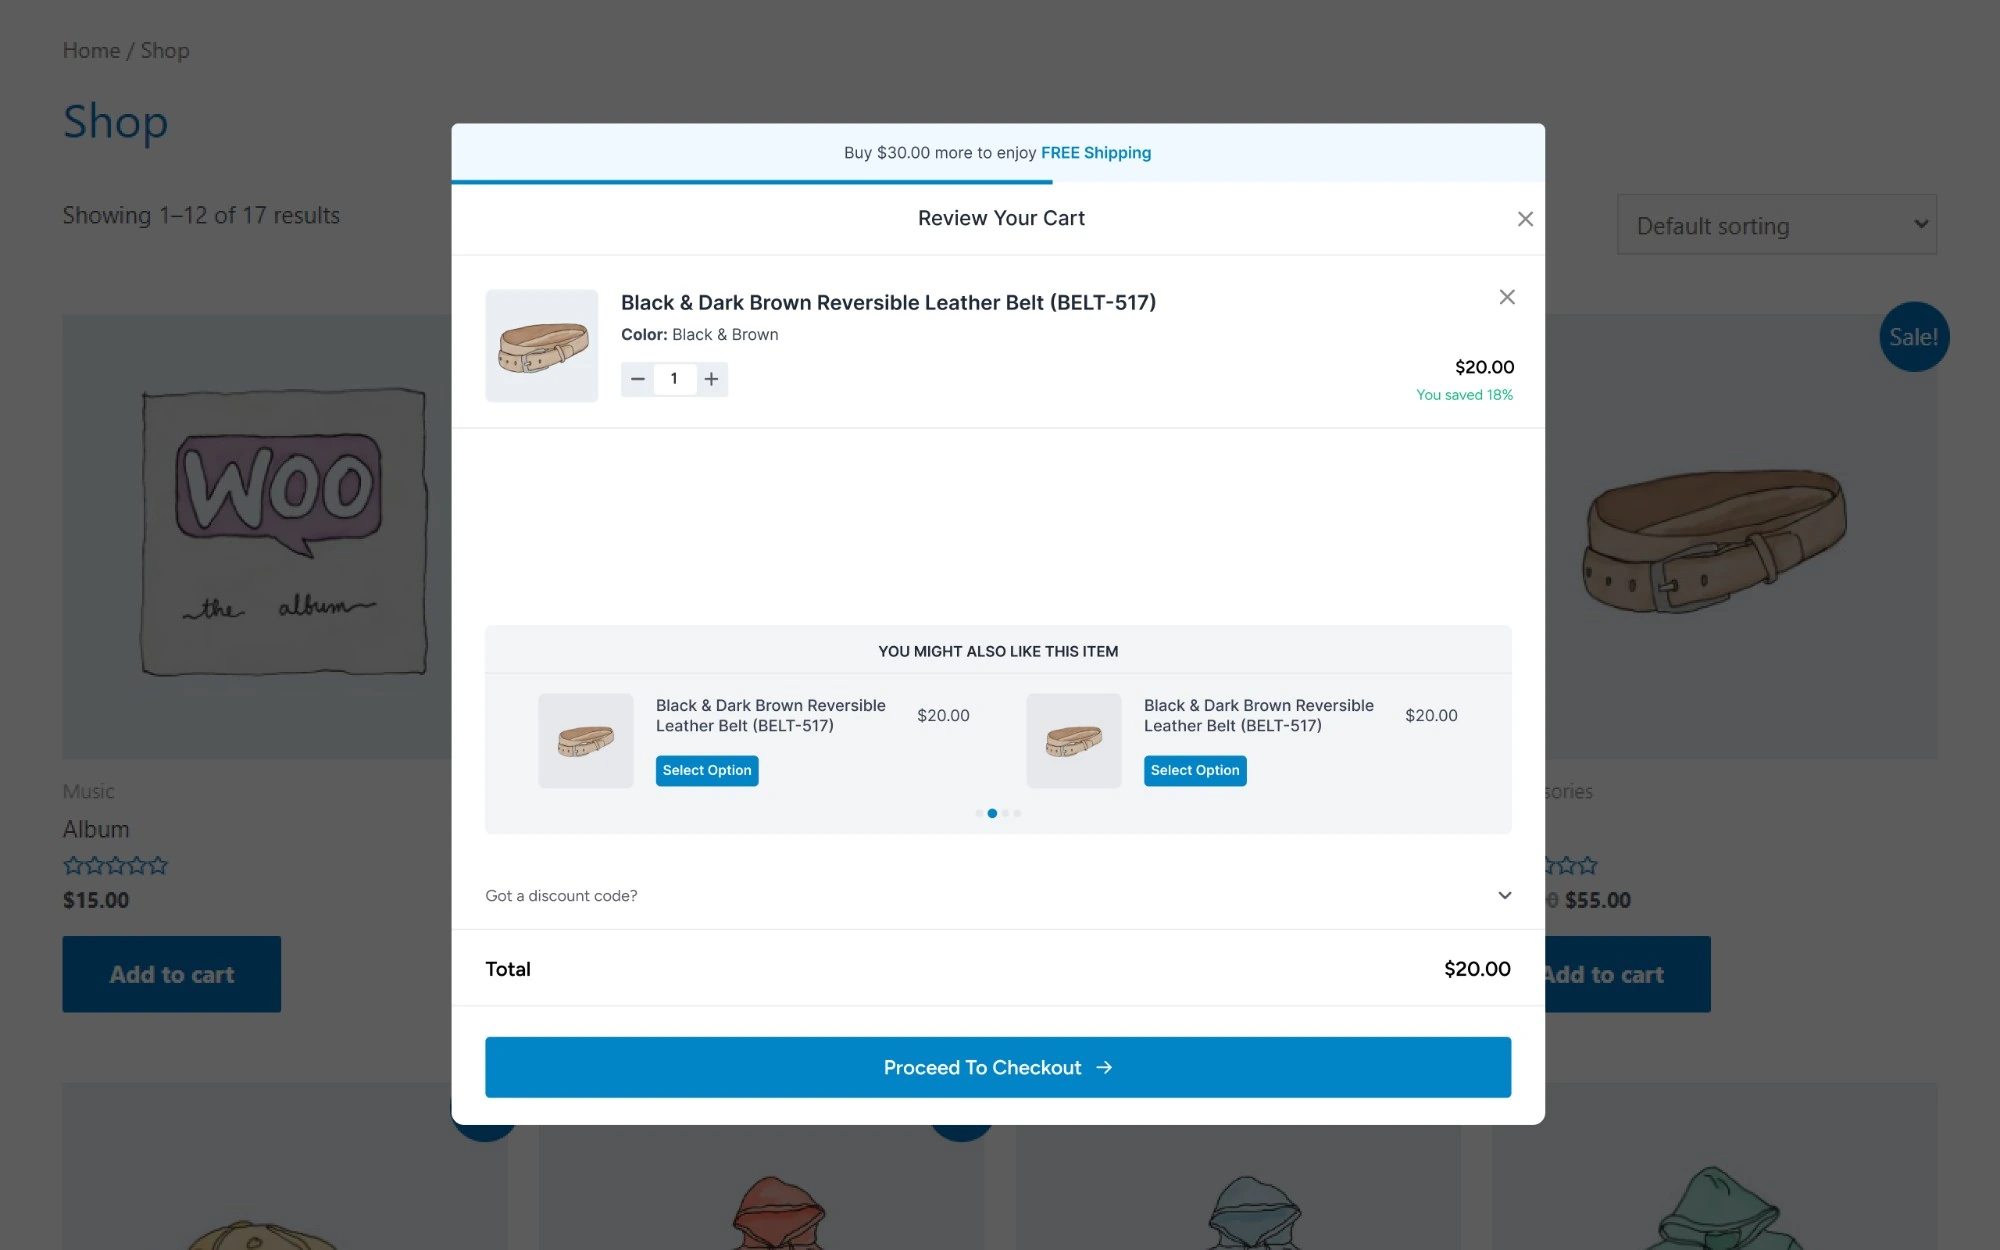 Home / Shop
Shop
Showing 1–12 of 17 results
Default sorting
Buy $30.00 more to enjoy FREE Shipping
Review Your Cart
Black & Dark Brown Reversible Leather Belt (BELT-517)
Color: Black & Brown
1
$20.00
You saved 18%
Sale!
WOO
the album
YOU MIGHT ALSO LIKE THIS ITEM
Black & Dark Brown Reversible
Leather Belt (BELT-517)
$20.00
Select Option
Black & Dark Brown Reversible
Leather Belt (BELT-517)
$20.00
Select Option
Got a discount code?
Total
$20.00
Proceed To Checkout
Music
Album
$15.00
Add to cart
sories
0 $55.00
Add to cart